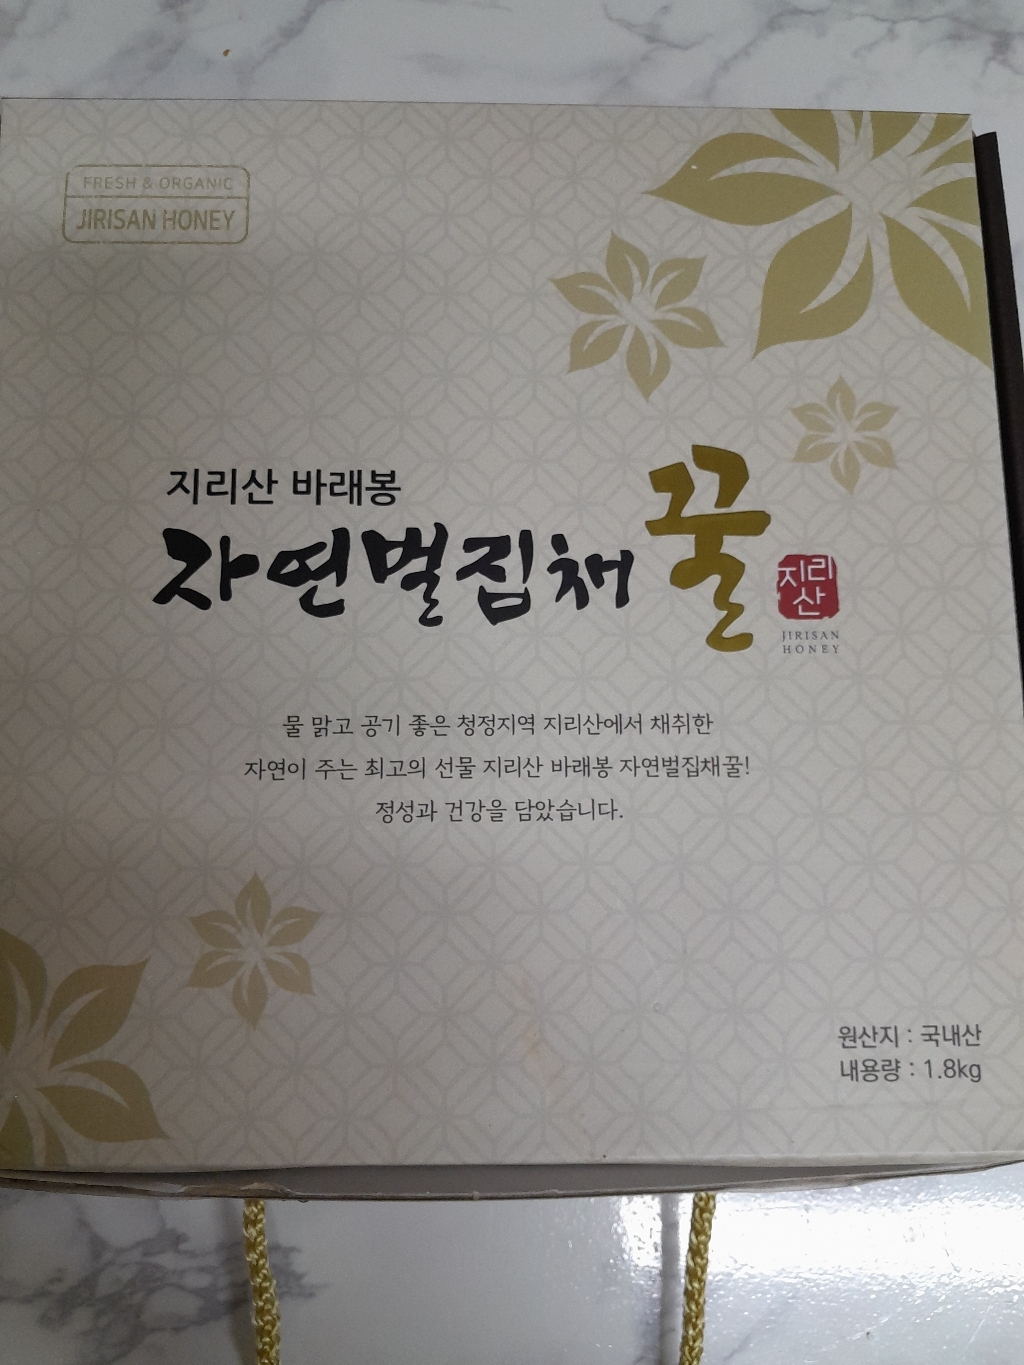 FRESH & ORGANIC
JIRISAN HONEY
지리산 바래봉
자연벌집채 꿀
지리
산
JIRISAN
HONEY
물 맑고 공기 좋은 청정지역 지리산에서 채취한
자연이 주는 최고의 선물 지리산 바래봉 자연벌집채꿀!
정성과 건강을 담았습니다.
원산지 : 국내산
내용량 : 1.8kg